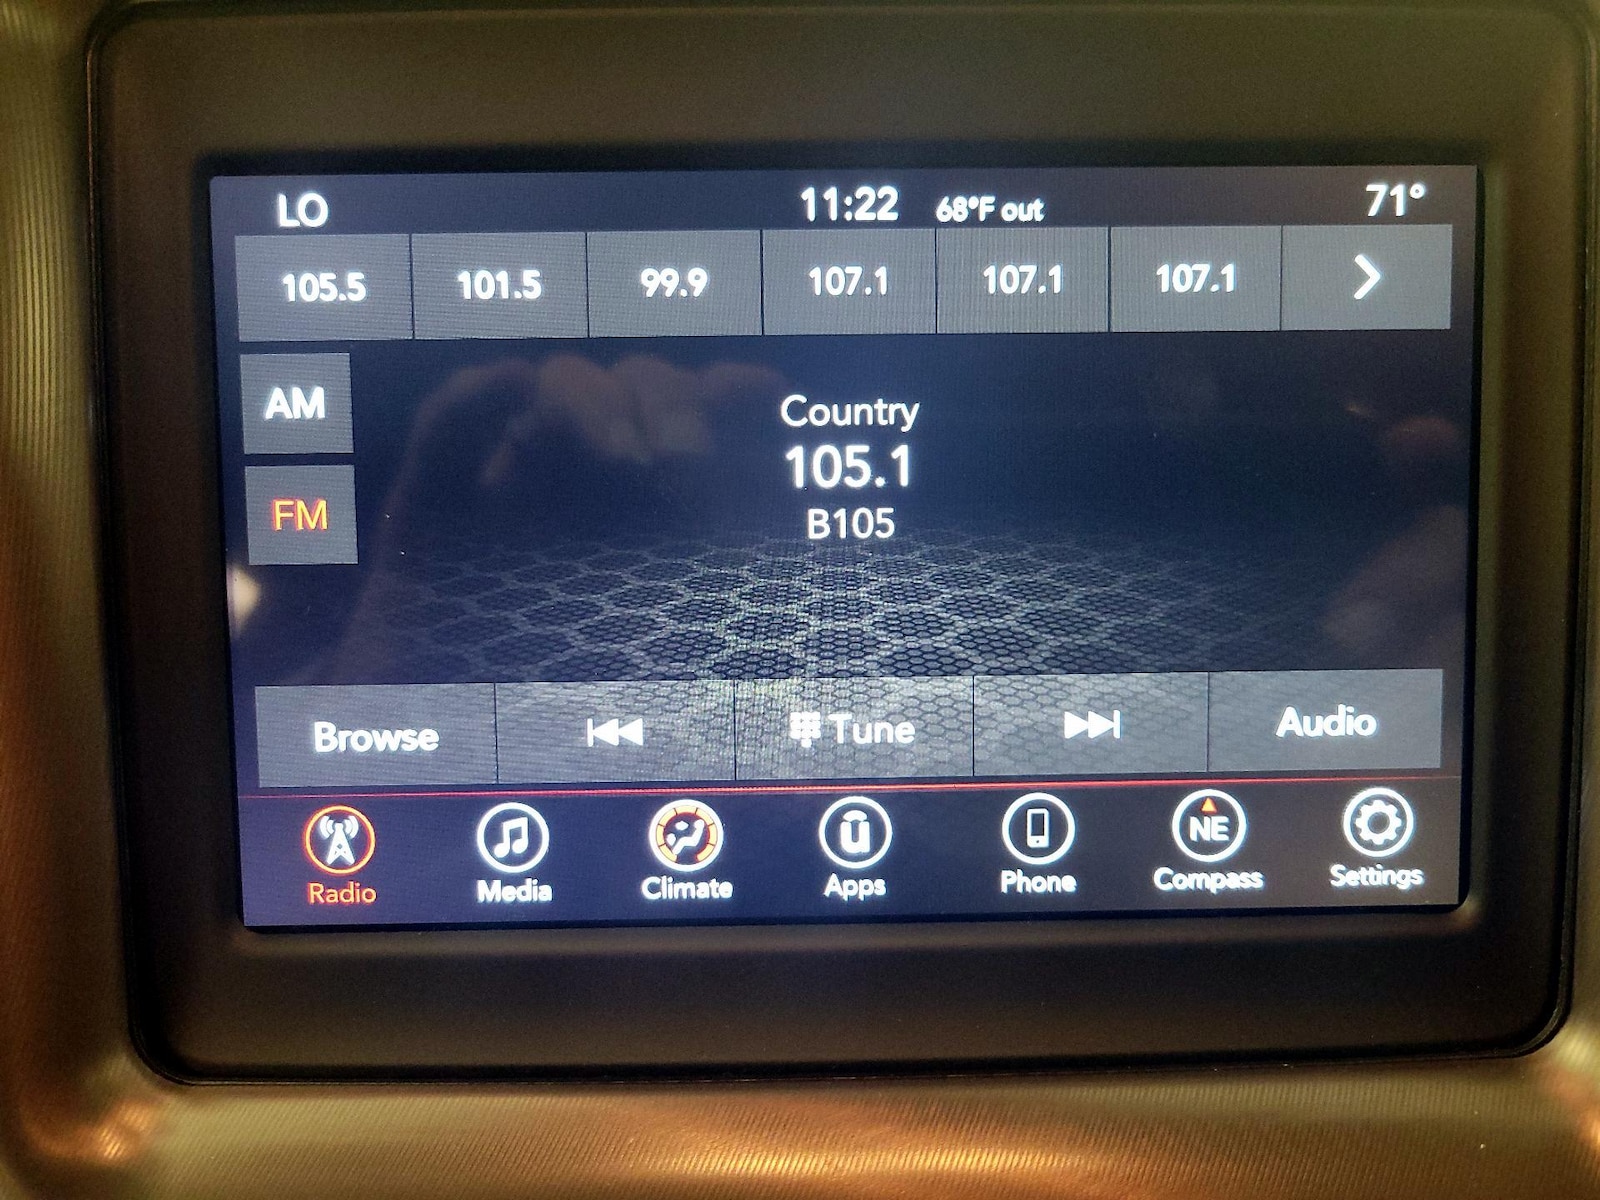 LO 11:22 68°F out 71°
105.5 101.5 99.9 107.1 107.1 107.1
AM
Country
105.1
FM
B105
Browse Tune Audio
ū NE
Radio Media Climate Apps Phone Compass Settings